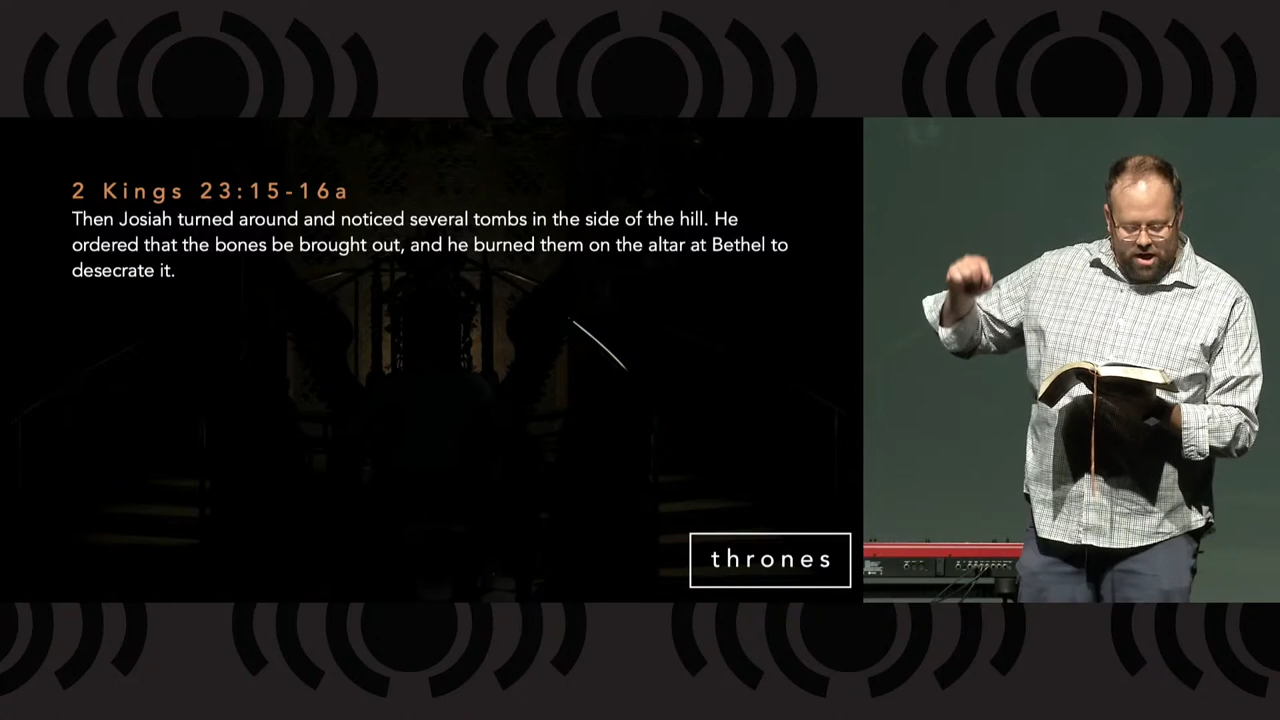 2 Kings 23:15-16a
Then Josiah turned around and noticed several tombs in the side of the hill. He
ordered that the bones be brought out, and he burned them on the altar at Bethel to
desecrate it.
thrones